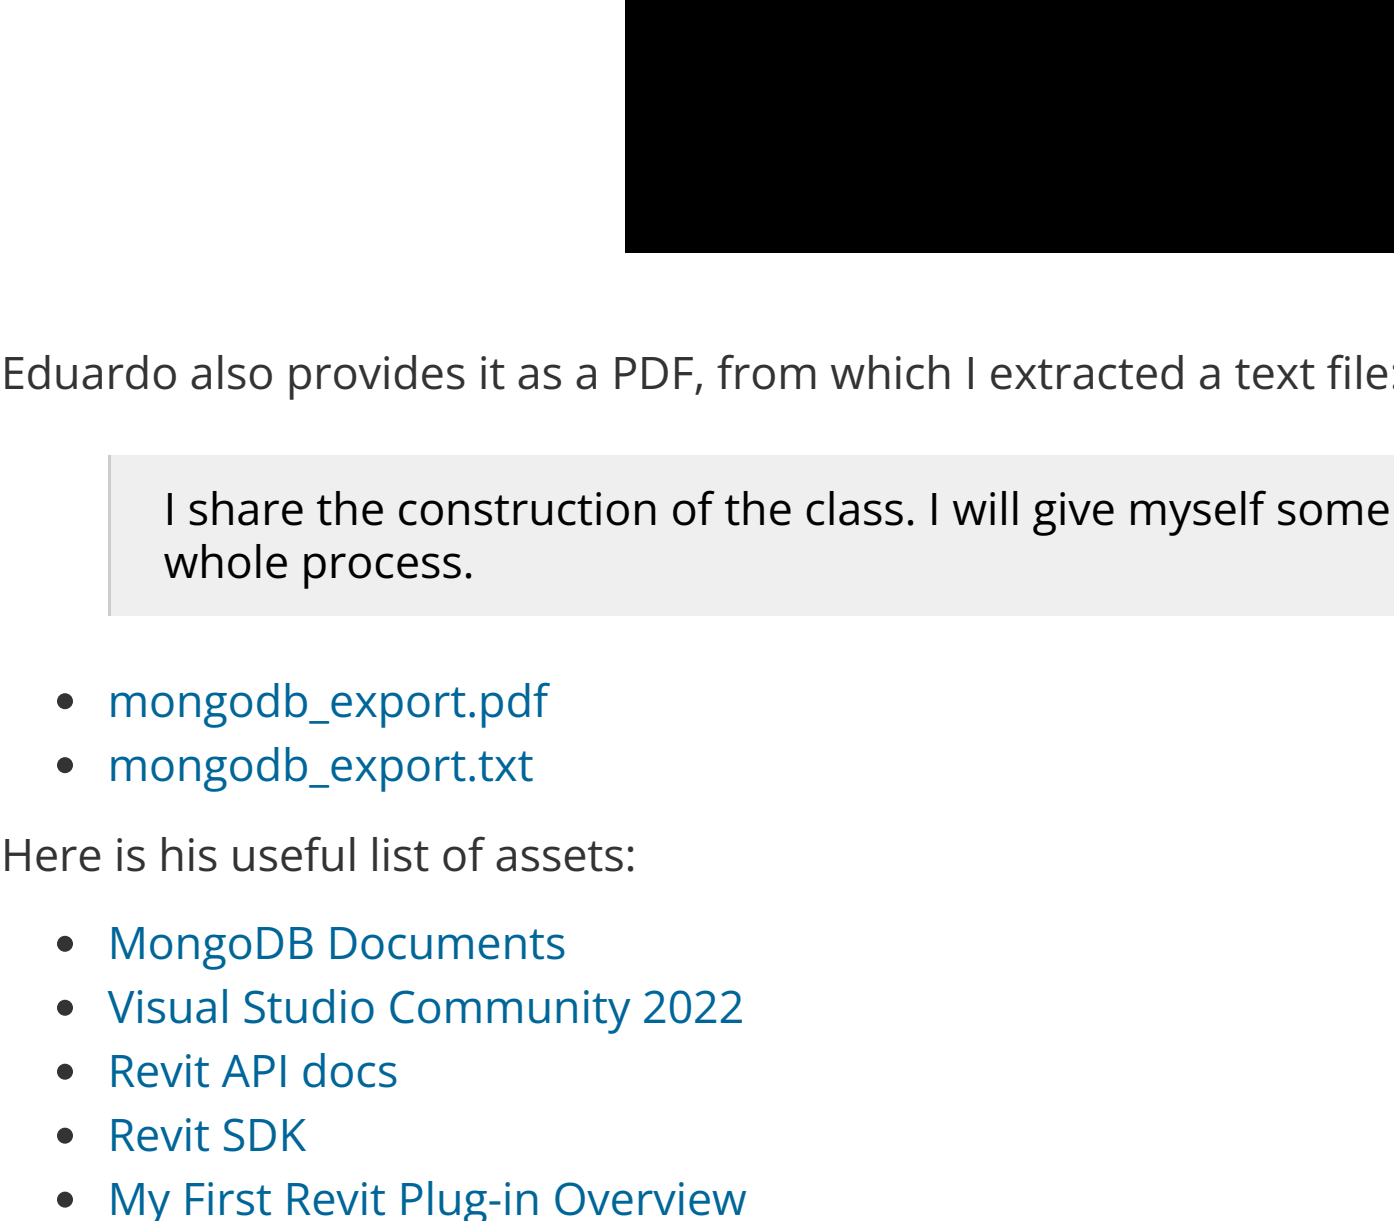 Eduardo also provides it as a PDF, from which I extracted a text file:
I share the construction of the class. I will give myself some
whole process.
mongodb_export.pdf
mongodb_export.txt
Here is his useful list of assets:
MongoDB Documents
Visual Studio Community 2022
Revit API docs
Revit SDK
My First Revit Plug-in Overview